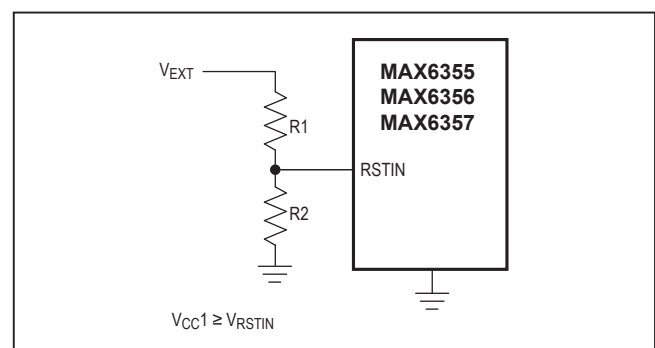 VEXT
R1
R2
MAX6355
MAX6356
MAX6357
RSTIN
VCC1 ≥ VRSTIN